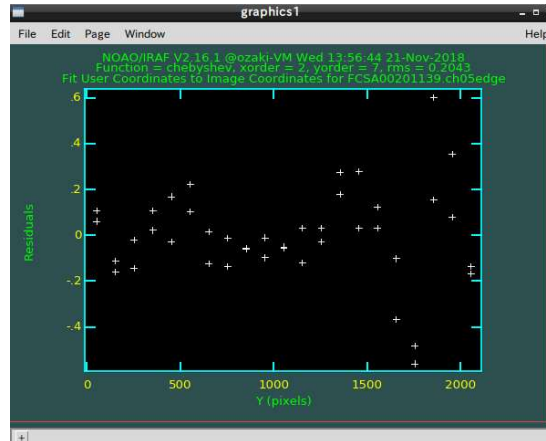 graphics1
File Edit Page Window Help
NOAO/IRAF V2.16.1 @ozaki-VM Wed 13:56:44 21-Nov-2018
Function = chebyshev, xorder = 2, yorder = 7, rms = 0.2043
Fit User Coordinates to Image Coordinates for FCSA00201139.ch05edge
.6
.4
.2
0
-.2
-.4
Residuals
0 500 1000 1500 2000
Y (pixels)